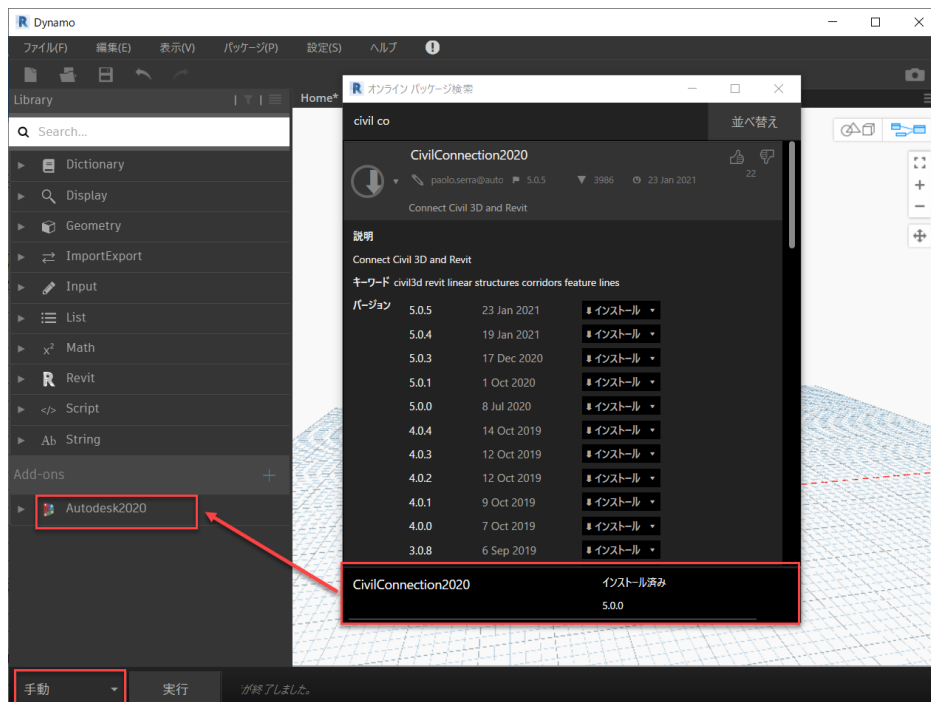 Dynamo
ファイル(F) 編集(E) 表示(V) パッケージ(P) 設定(S) ヘルプ
Library
Home*
Search...
Dictionary
Display
Geometry
ImportExport
Input
List
Math
Revit
Script
String
Add-ons
Autodesk2020
オンライン パッケージ検索
civil co
並べ替え
CivilConnection2020
paolo.serra@auto 5.0.5 3986 23 Jan 2021
22
Connect Civil 3D and Revit
説明
Connect Civil 3D and Revit
キーワード civil3d revit linear structures corridors feature lines
バージョン
5.0.5 23 Jan 2021 インストール
5.0.4 19 Jan 2021 インストール
5.0.3 17 Dec 2020 インストール
5.0.1 1 Oct 2020 インストール
5.0.0 8 Jul 2020 インストール
4.0.4 14 Oct 2019 インストール
4.0.3 12 Oct 2019 インストール
4.0.2 12 Oct 2019 インストール
4.0.1 9 Oct 2019 インストール
4.0.0 7 Oct 2019 インストール
3.0.8 6 Sep 2019 インストール
CivilConnection2020 インストール済み
5.0.0
手動 実行 が終了しました。